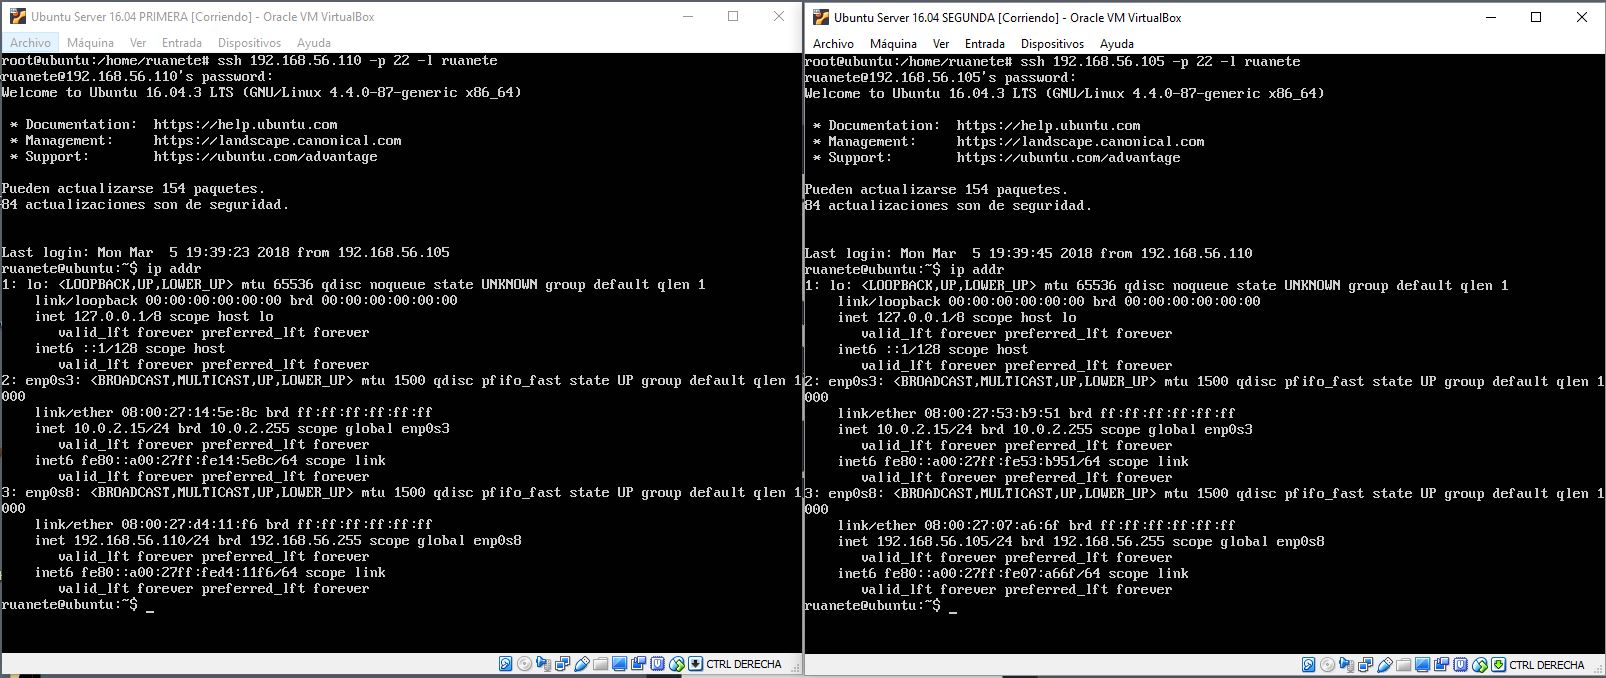 Ubuntu Server 16.04 PRIMERA [Corriendo] - Oracle VM VirtualBox
Archivo Máquina Ver Entrada Dispositivos Ayuda
root@ubuntu:/home/ruanete# ssh 192.168.56.110 -p 22 -l ruanete
ruanete@192.168.56.110's password:
Welcome to Ubuntu 16.04.3 LTS (GNU/Linux 4.4.0-87-generic x86_64)
* Documentation: https://help.ubuntu.com
* Management: https://landscape.canonical.com
* Support: https://ubuntu.com/advantage
Pueden actualizarse 154 paquetes.
84 actualizaciones son de seguridad.
Last login: Mon Mar 5 19:39:23 2018 from 192.168.56.105
ruanete@ubuntu:~$ ip addr
1: lo: <LOOPBACK,UP,LOWER_UP> mtu 65536 qdisc noqueue state UNKNOWN group default qlen 1
link/loopback 00:00:00:00:00:00 brd 00:00:00:00:00:00
inet 127.0.0.1/8 scope host lo
valid_lft forever preferred_lft forever
inet6 ::1/128 scope host
valid_lft forever preferred_lft forever
2: enp0s3: <BROADCAST,MULTICAST,UP,LOWER_UP> mtu 1500 qdisc pfifo_fast state UP group default qlen 1
000
link/ether 08:00:27:14:5e:8c brd ff:ff:ff:ff:ff:ff
inet 10.0.2.15/24 brd 10.0.2.255 scope global enp0s3
valid_lft forever preferred_lft forever
inet6 fe80::a00:27ff:fe14:5e8c/64 scope link
valid_lft forever preferred_lft forever
3: enp0s8: <BROADCAST,MULTICAST,UP,LOWER_UP> mtu 1500 qdisc pfifo_fast state UP group default qlen 1
000
link/ether 08:00:27:d4:11:f6 brd ff:ff:ff:ff:ff:ff
inet 192.168.56.110/24 brd 192.168.56.255 scope global enp0s8
valid_lft forever preferred_lft forever
inet6 fe80::a00:27ff:fed4:11f6/64 scope link
valid_lft forever preferred_lft forever
ruanete@ubuntu:~$ _
CTRL DERECHA
Ubuntu Server 16.04 SEGUNDA [Corriendo] - Oracle VM VirtualBox
Archivo Máquina Ver Entrada Dispositivos Ayuda
root@ubuntu:/home/ruanete# ssh 192.168.56.105 -p 22 -l ruanete
ruanete@192.168.56.105's password:
Welcome to Ubuntu 16.04.3 LTS (GNU/Linux 4.4.0-87-generic x86_64)
* Documentation: https://help.ubuntu.com
* Management: https://landscape.canonical.com
* Support: https://ubuntu.com/advantage
Pueden actualizarse 154 paquetes.
84 actualizaciones son de seguridad.
Last login: Mon Mar 5 19:39:45 2018 from 192.168.56.110
ruanete@ubuntu:~$ ip addr
1: lo: <LOOPBACK,UP,LOWER_UP> mtu 65536 qdisc noqueue state UNKNOWN group default qlen 1
link/loopback 00:00:00:00:00:00 brd 00:00:00:00:00:00
inet 127.0.0.1/8 scope host lo
valid_lft forever preferred_lft forever
inet6 ::1/128 scope host
valid_lft forever preferred_lft forever
2: enp0s3: <BROADCAST,MULTICAST,UP,LOWER_UP> mtu 1500 qdisc pfifo_fast state UP group default qlen 1
000
link/ether 08:00:27:53:b9:51 brd ff:ff:ff:ff:ff:ff
inet 10.0.2.15/24 brd 10.0.2.255 scope global enp0s3
valid_lft forever preferred_lft forever
inet6 fe80::a00:27ff:fe53:b951/64 scope link
valid_lft forever preferred_lft forever
3: enp0s8: <BROADCAST,MULTICAST,UP,LOWER_UP> mtu 1500 qdisc pfifo_fast state UP group default qlen 1
000
link/ether 08:00:27:07:a6:6f brd ff:ff:ff:ff:ff:ff
inet 192.168.56.105/24 brd 192.168.56.255 scope global enp0s8
valid_lft forever preferred_lft forever
inet6 fe80::a00:27ff:fe07:a66f/64 scope link
valid_lft forever preferred_lft forever
ruanete@ubuntu:~$ _
CTRL DERECHA